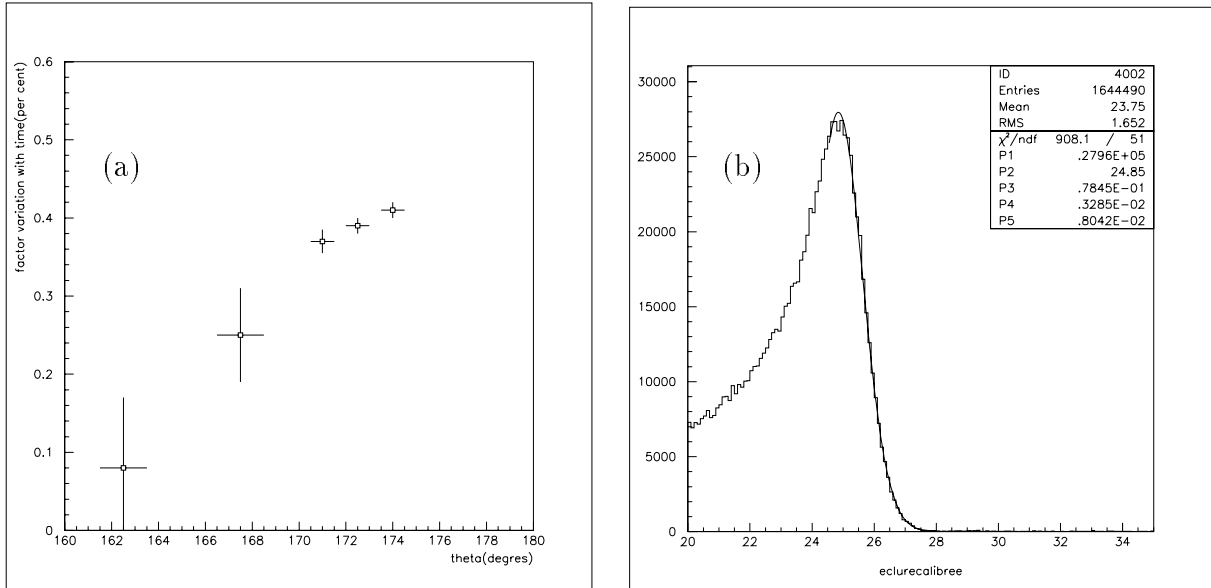 factor variation with time(per cent)
0.6
0.5
0.4
0.3
0.2
0.1
0
(a)
160 162 164 166 168 170 172 174 176 178 180
theta(degres)
30000
25000
20000
15000
10000
5000
0
(b)
ID 4002
Entries 1644490
Mean 23.75
RMS 1.652
χ²/ndf 908.1 / 51
P1 .2796E+05
P2 24.85
P3 .7845E-01
P4 .3285E-02
P5 .8042E-02
20 22 24 26 28 30 32 34
eclurecalibree